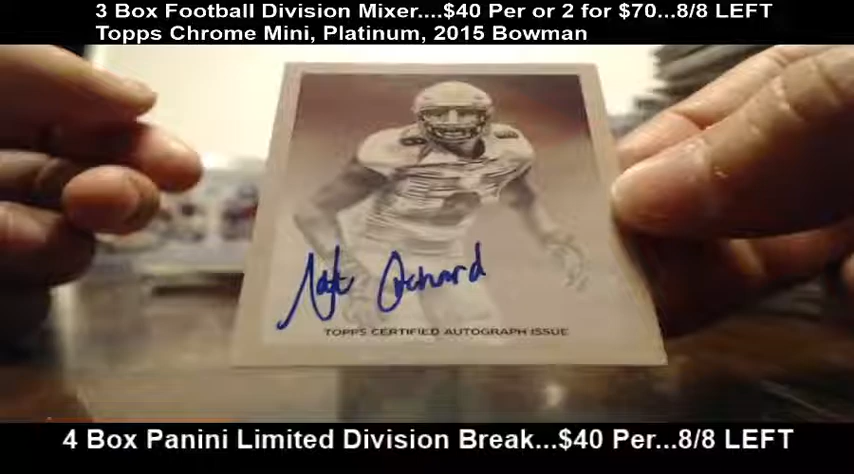 3 Box Football Division Mixer....$40 Per or 2 for $70...8/8 LEFT
Topps Chrome Mini, Platinum, 2015 Bowman
Nate Orchard
TOPPS CERTIFIED AUTOGRAPH ISSUE
4 Box Panini Limited Division Break...$40 Per...8/8 LEFT